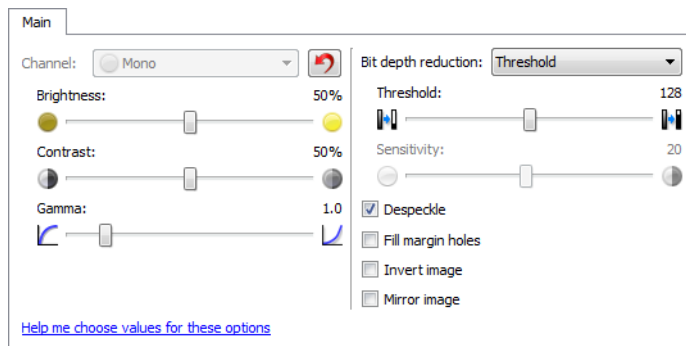 Main
Channel: Mono
Brightness: 50%
Contrast: 50%
Gamma: 1.0
Help me choose values for these options
Bit depth reduction: Threshold
Threshold: 128
Sensitivity: 20
Despeckle
Fill margin holes
Invert image
Mirror image